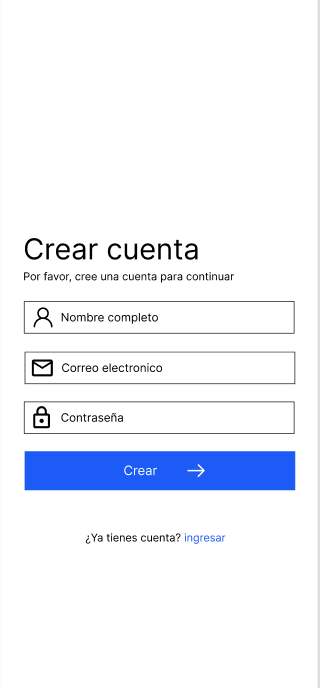 Crear cuenta
Por favor, cree una cuenta para continuar
Nombre completo
Correo electronico
Contraseña
Crear
¿Ya tienes cuenta? ingresar